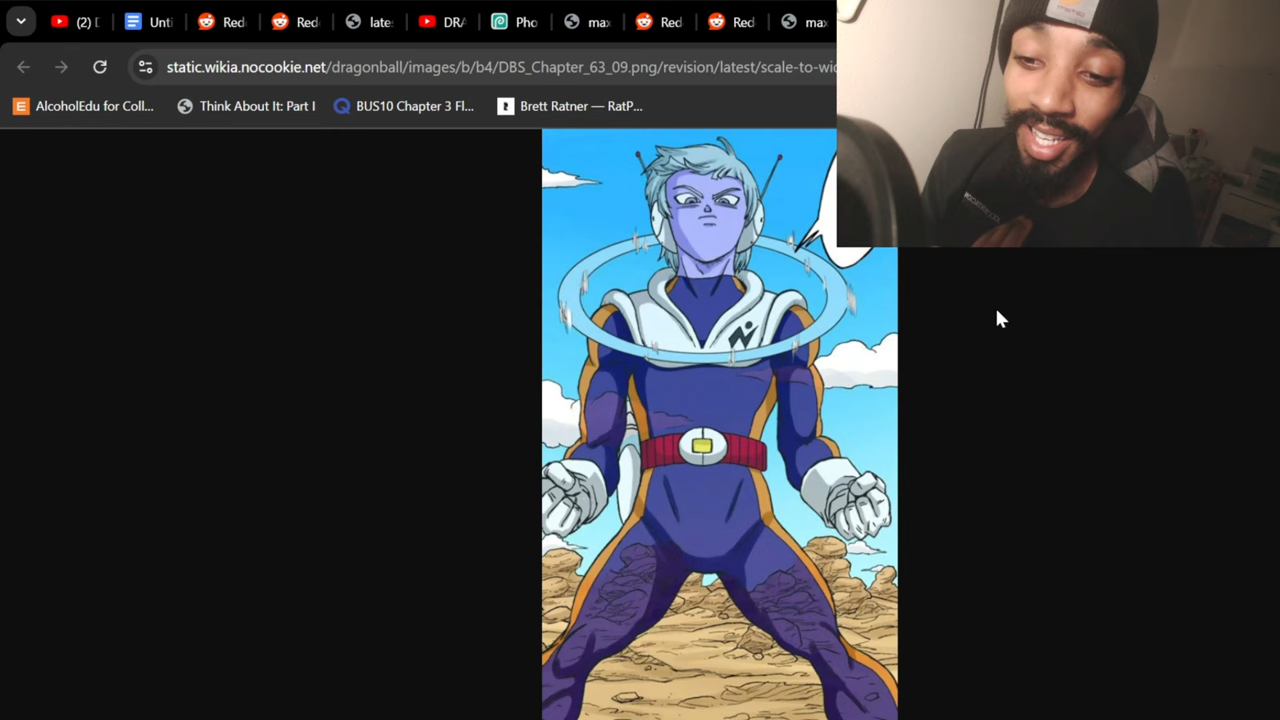 (2) [
Unti
Red
Red
late
DRA
Pho
max
Red
Red
max
static.wikia.nocookie.net/dragonball/images/b/b4/DBS_Chapter_63_09.png/revision/latest/scale-to-wid
AlcoholEdu for Coll...
Think About It: Part I
BUS10 Chapter 3 Fl...
Brett Ratner — RatP...